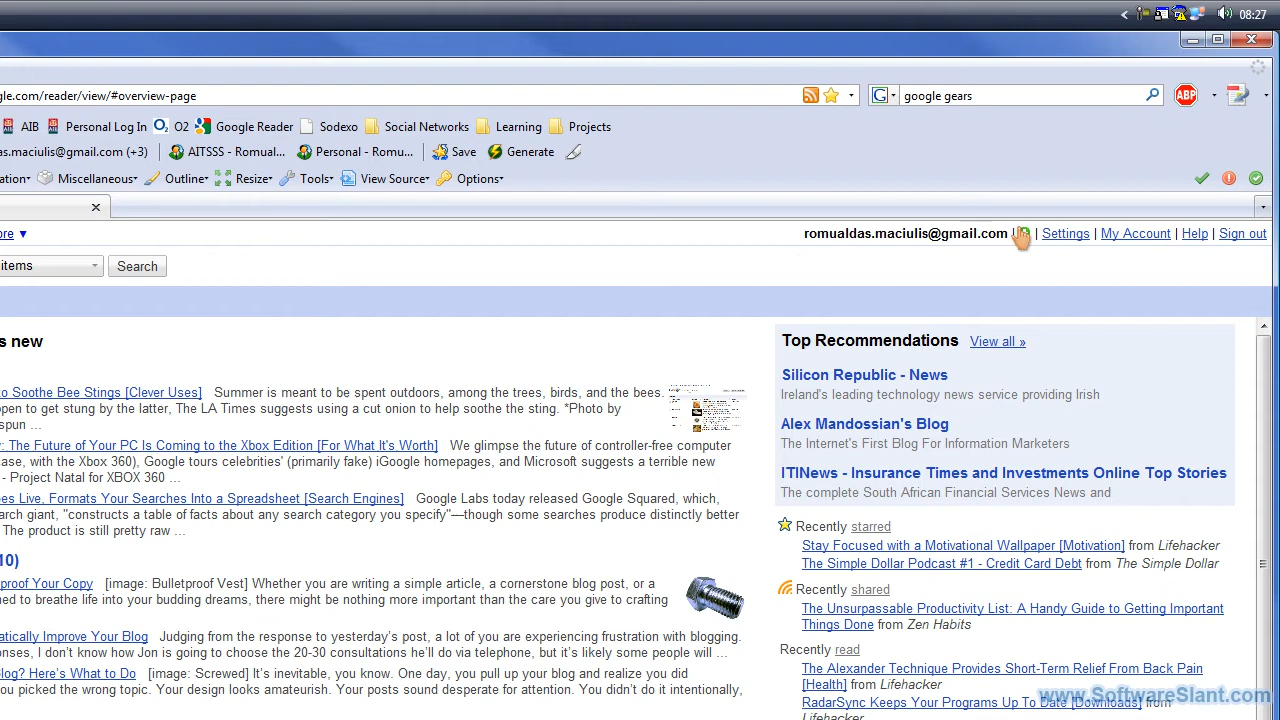 < 08:27
gle.com/reader/view/#overview-page
G google gears ABP
AIB Personal Log In O2 O2 Google Reader Sodexo Social Networks Learning Projects
as.maciulis@gmail.com (+3) AITSSS - Romual... Personal - Romu... Save Generate
ation Miscellaneous Outline Resize Tools View Source Options
ore ▼ romualdas.maciulis@gmail.com | | Settings | My Account | Help | Sign out
items Search
s new
Top Recommendations View all »
to Soothe Bee Stings [Clever Uses] Summer is meant to be spent outdoors, among the trees, birds, and the bees.
open to get stung by the latter, The LA Times suggests using a cut onion to help soothe the sting. *Photo by
spun ...
y: The Future of Your PC Is Coming to the Xbox Edition [For What It's Worth] We glimpse the future of controller-free computer
case, with the Xbox 360), Google tours celebrities' (primarily fake) iGoogle homepages, and Microsoft suggests a terrible new
- Project Natal for XBOX 360 ...
es Live, Formats Your Searches Into a Spreadsheet [Search Engines] Google Labs today released Google Squared, which,
arch giant, "constructs a table of facts about any search category you specify"—though some searches produce distinctly better
The product is still pretty raw ...
10)
proof Your Copy [image: Bulletproof Vest] Whether you are writing a simple article, a cornerstone blog post, or a
ned to breathe life into your budding dreams, there might be nothing more important than the care you give to crafting
atically Improve Your Blog Judging from the response to yesterday's post, a lot of you are experiencing frustration with blogging.
onses, I don't know how Jon is going to choose the 20-30 consultations he'll do via telephone, but it's likely some people will ...
Blog? Here's What to Do [image: Screwed] It's inevitable, you know. One day, you pull up your blog and realize you did
you picked the wrong topic. Your design looks amateurish. Your posts sound desperate for attention. You didn't do it intentionally,
Silicon Republic - News
Ireland's leading technology news service providing Irish
Alex Mandossian's Blog
The Internet's First Blog For Information Marketers
ITINews - Insurance Times and Investments Online Top Stories
The complete South African Financial Services News and
Recently starred
Stay Focused with a Motivational Wallpaper [Motivation] from Lifehacker
The Simple Dollar Podcast #1 - Credit Card Debt from The Simple Dollar
Recently shared
The Unsurpassable Productivity List: A Handy Guide to Getting Important
Things Done from Zen Habits
Recently read
The Alexander Technique Provides Short-Term Relief From Back Pain
[Health] from Lifehacker
RadarSync Keeps Your Programs Up To Date [Downloads] from
Lifehacker
www.SoftwareSlant.com